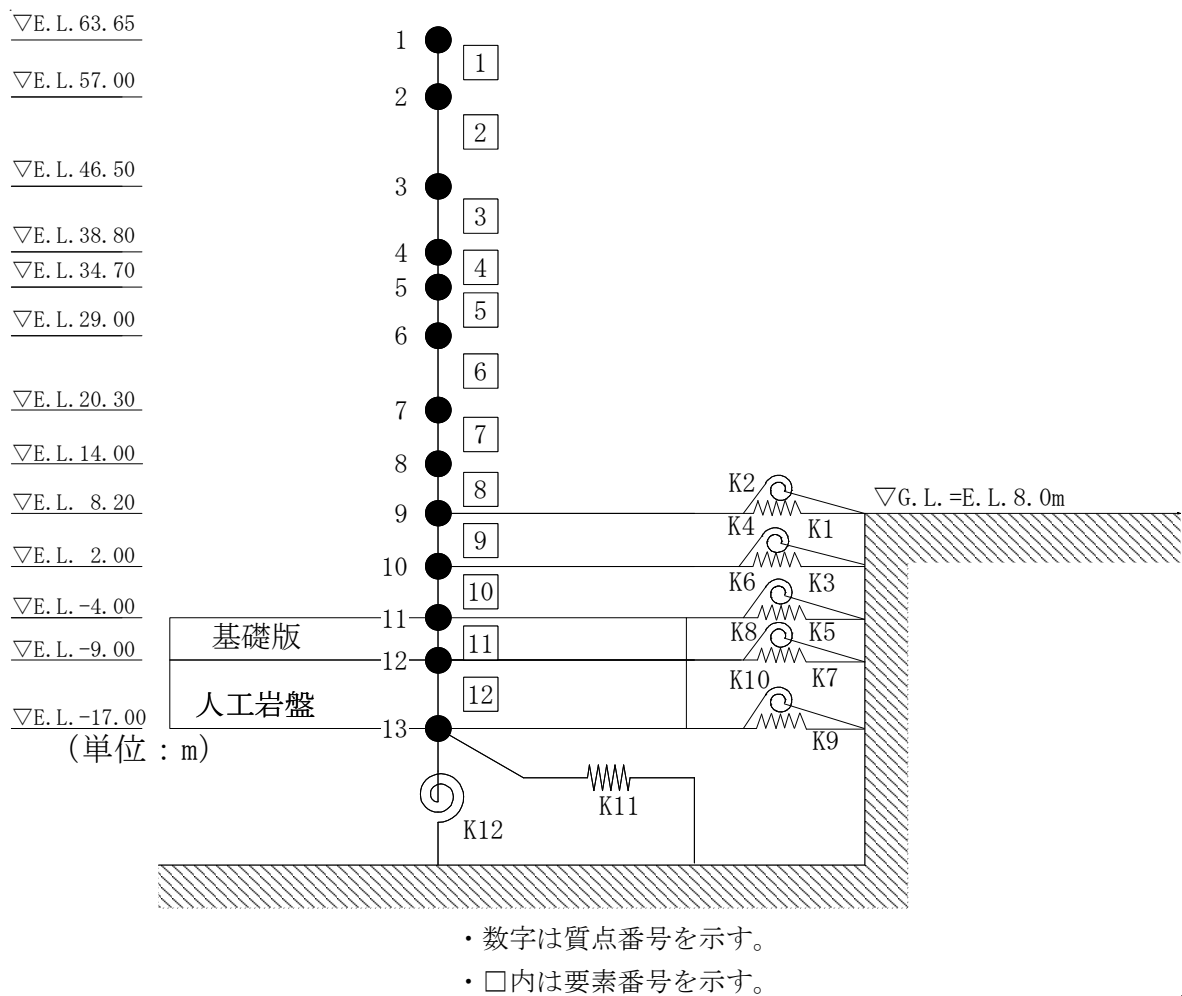 ▽E.L.63.65
1
1
▽E.L.57.00
2
2
▽E.L.46.50
3
3
▽E.L.38.80
4
4
▽E.L.34.70
5
5
▽E.L.29.00
6
6
▽E.L.20.30
7
7
▽E.L.14.00
8
8
▽E.L. 8.20
9
K2
▽G.L.=E.L.8.0m
K4
K1
9
▽E.L. 2.00
10
K6
K3
10
▽E.L.-4.00
11
基礎版
11
K8
K5
▽E.L.-9.00
12
K10
K7
人工岩盤
12
▽E.L.-17.00
13
K9
(単位：m)
K11
K12
・数字は質点番号を示す。
・□内は要素番号を示す。